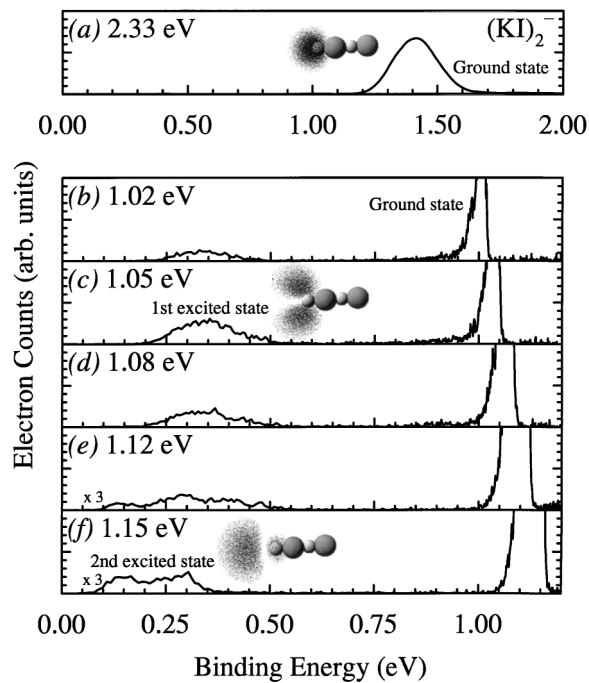 (a) 2.33 eV
(KI)₂⁻
Ground state
0.00 0.50 1.00 1.50 2.00
Electron Counts (arb. units)
(b) 1.02 eV
Ground state
(c) 1.05 eV
1st excited state
(d) 1.08 eV
(e) 1.12 eV
x 3
(f) 1.15 eV
2nd excited state
x 3
0.00 0.25 0.50 0.75 1.00
Binding Energy (eV)